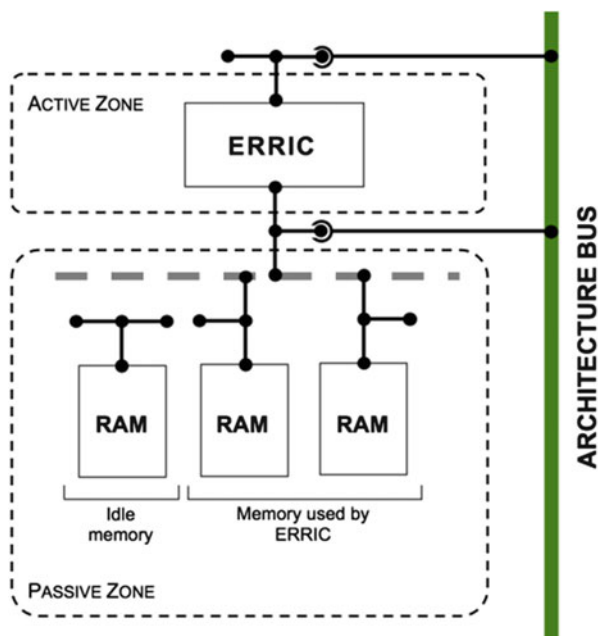 ACTIVE ZONE
ERRIC
ARCHITECTURE BUS
RAM
RAM
RAM
Idle
memory
Memory used by
ERRIC
PASSIVE ZONE